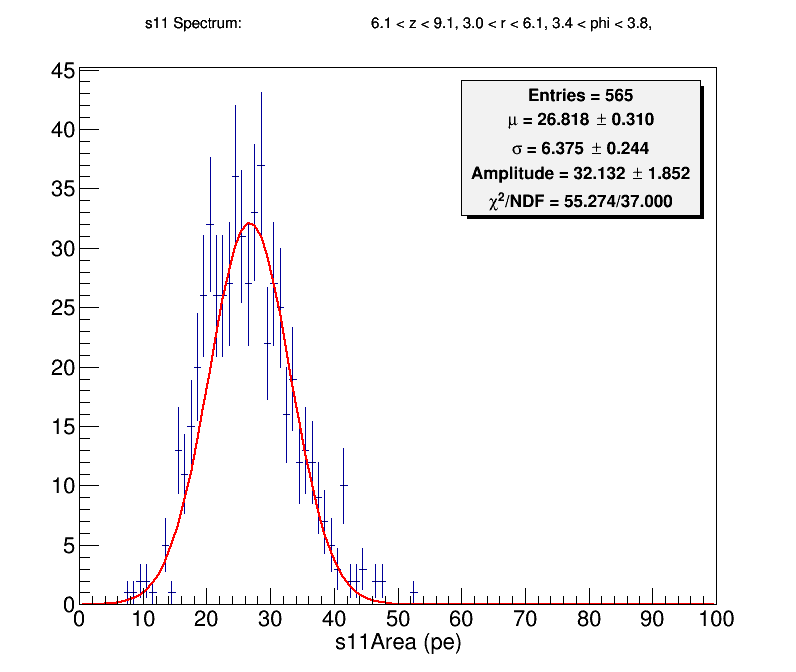 s11 Spectrum: 6.1 < z < 9.1, 3.0 < r < 6.1, 3.4 < phi < 3.8,
Entries = 565
μ = 26.818 ± 0.310
σ = 6.375 ± 0.244
Amplitude = 32.132 ± 1.852
χ²/NDF = 55.274/37.000
45
40
35
30
25
20
15
10
5
0
0 10 20 30 40 50 60 70 80 90 100
s11Area (pe)